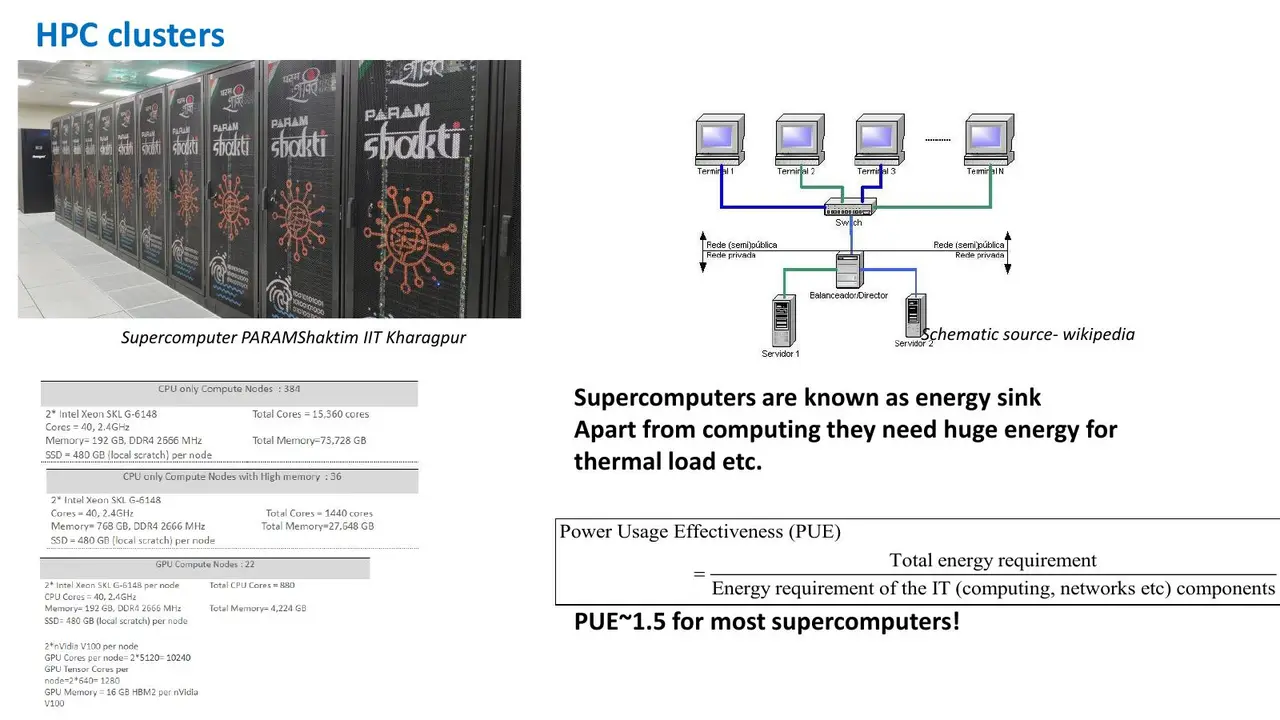 HPC clusters
परम
शक्ति
PARAM
shakti
परम
शक्ति
PARAM
shakti
परम
शक्ति
PARAM
shakti
PARAM
shakti
Supercomputer PARAMShaktim IIT Kharagpur
Terminal 1
Terminal 2
Terminal 3
...........
Terminal N
Switch
Rede (semi)pública
Rede privada
Rede (semi)pública
Rede privada
Balanceador/Director
Servidor 1
Servidor 2
Schematic source- wikipedia
CPU only Compute Nodes : 384
2* Intel Xeon SKL G-6148 Total Cores = 15,360 cores
Cores = 40, 2.4GHz
Memory= 192 GB, DDR4 2666 MHz Total Memory=73,728 GB
SSD = 480 GB (local scratch) per node
CPU only Compute Nodes with High memory : 36
2* Intel Xeon SKL G-6148
Cores = 40, 2.4GHz Total Cores = 1440 cores
Memory= 768 GB, DDR4 2666 MHz Total Memory=27,648 GB
SSD = 480 GB (local scratch) per node
GPU Compute Nodes : 22
2* Intel Xeon SKL G-6148 per node Total CPU Cores = 880
CPU Cores = 40, 2.4GHz
Memory= 192 GB, DDR4 2666 MHz Total Memory= 4,224 GB
SSD= 480 GB (local scratch) per node
2*nVidia V100 per node
GPU Cores per node= 2*5120= 10240
GPU Tensor Cores per
node=2*640= 1280
GPU Memory = 16 GB HBM2 per nVidia
V100
Supercomputers are known as energy sink
Apart from computing they need huge energy for
thermal load etc.
Power Usage Effectiveness (PUE)
= Total energy requirement
Energy requirement of the IT (computing, networks etc) components
PUE~1.5 for most supercomputers!